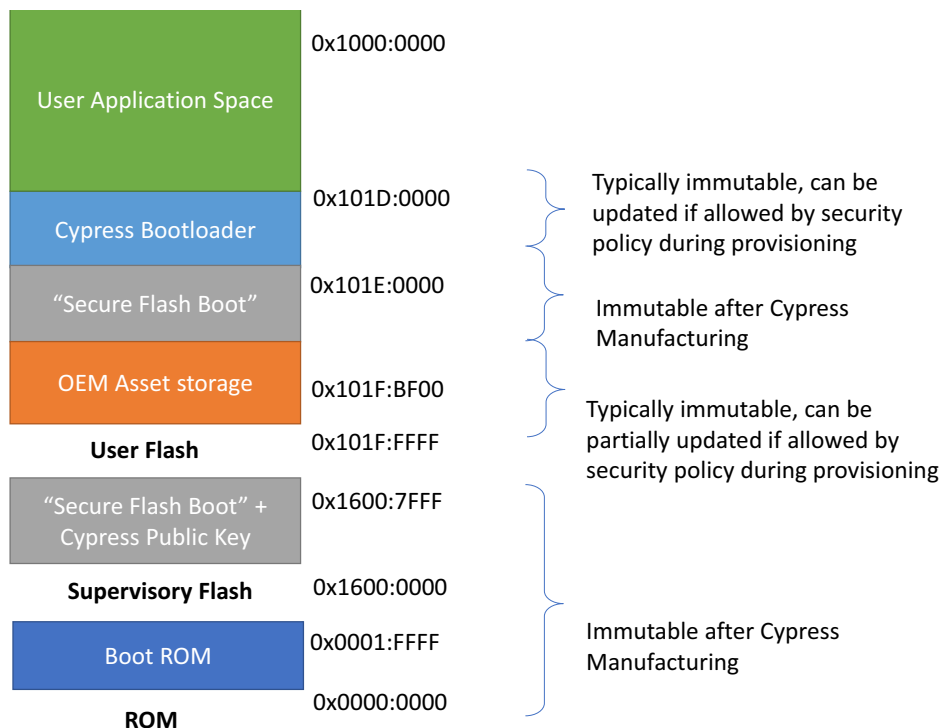 0x1000:0000
User Application Space
0x101D:0000
Typically immutable, can be
updated if allowed by security
policy during provisioning
Cypress Bootloader
0x101E:0000
“Secure Flash Boot”
Immutable after Cypress
Manufacturing
OEM Asset storage
0x101F:BF00
Typically immutable, can be
partially updated if allowed by
security policy during provisioning
0x101F:FFFF
User Flash
“Secure Flash Boot” +
Cypress Public Key
0x1600:7FFF
Supervisory Flash
0x1600:0000
Boot ROM
0x0001:FFFF
Immutable after Cypress
Manufacturing
0x0000:0000
ROM